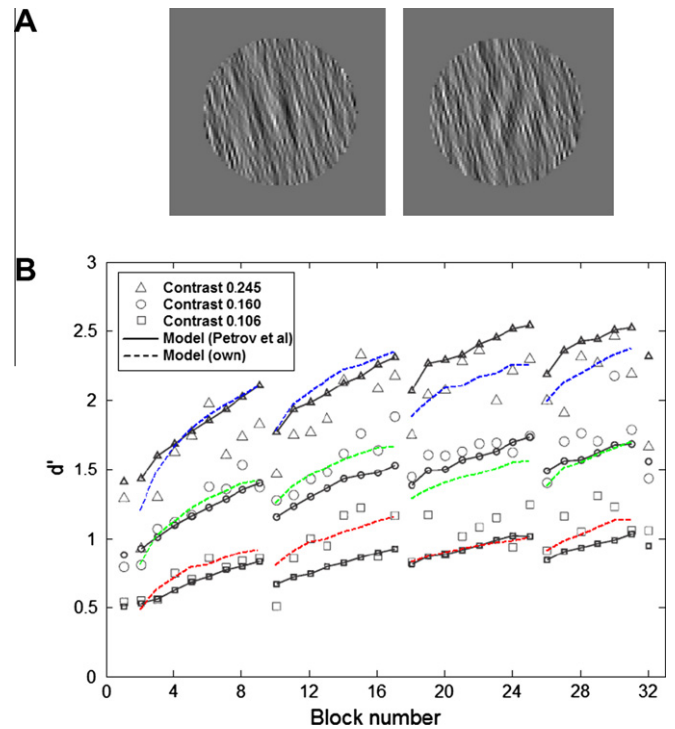 A
B
3
2.5
2
1.5
1
0.5
0
Contrast 0.245
Contrast 0.160
Contrast 0.106
Model (Petrov et al)
Model (own)
d'
0 4 8 12 16 20 24 28 32
Block number